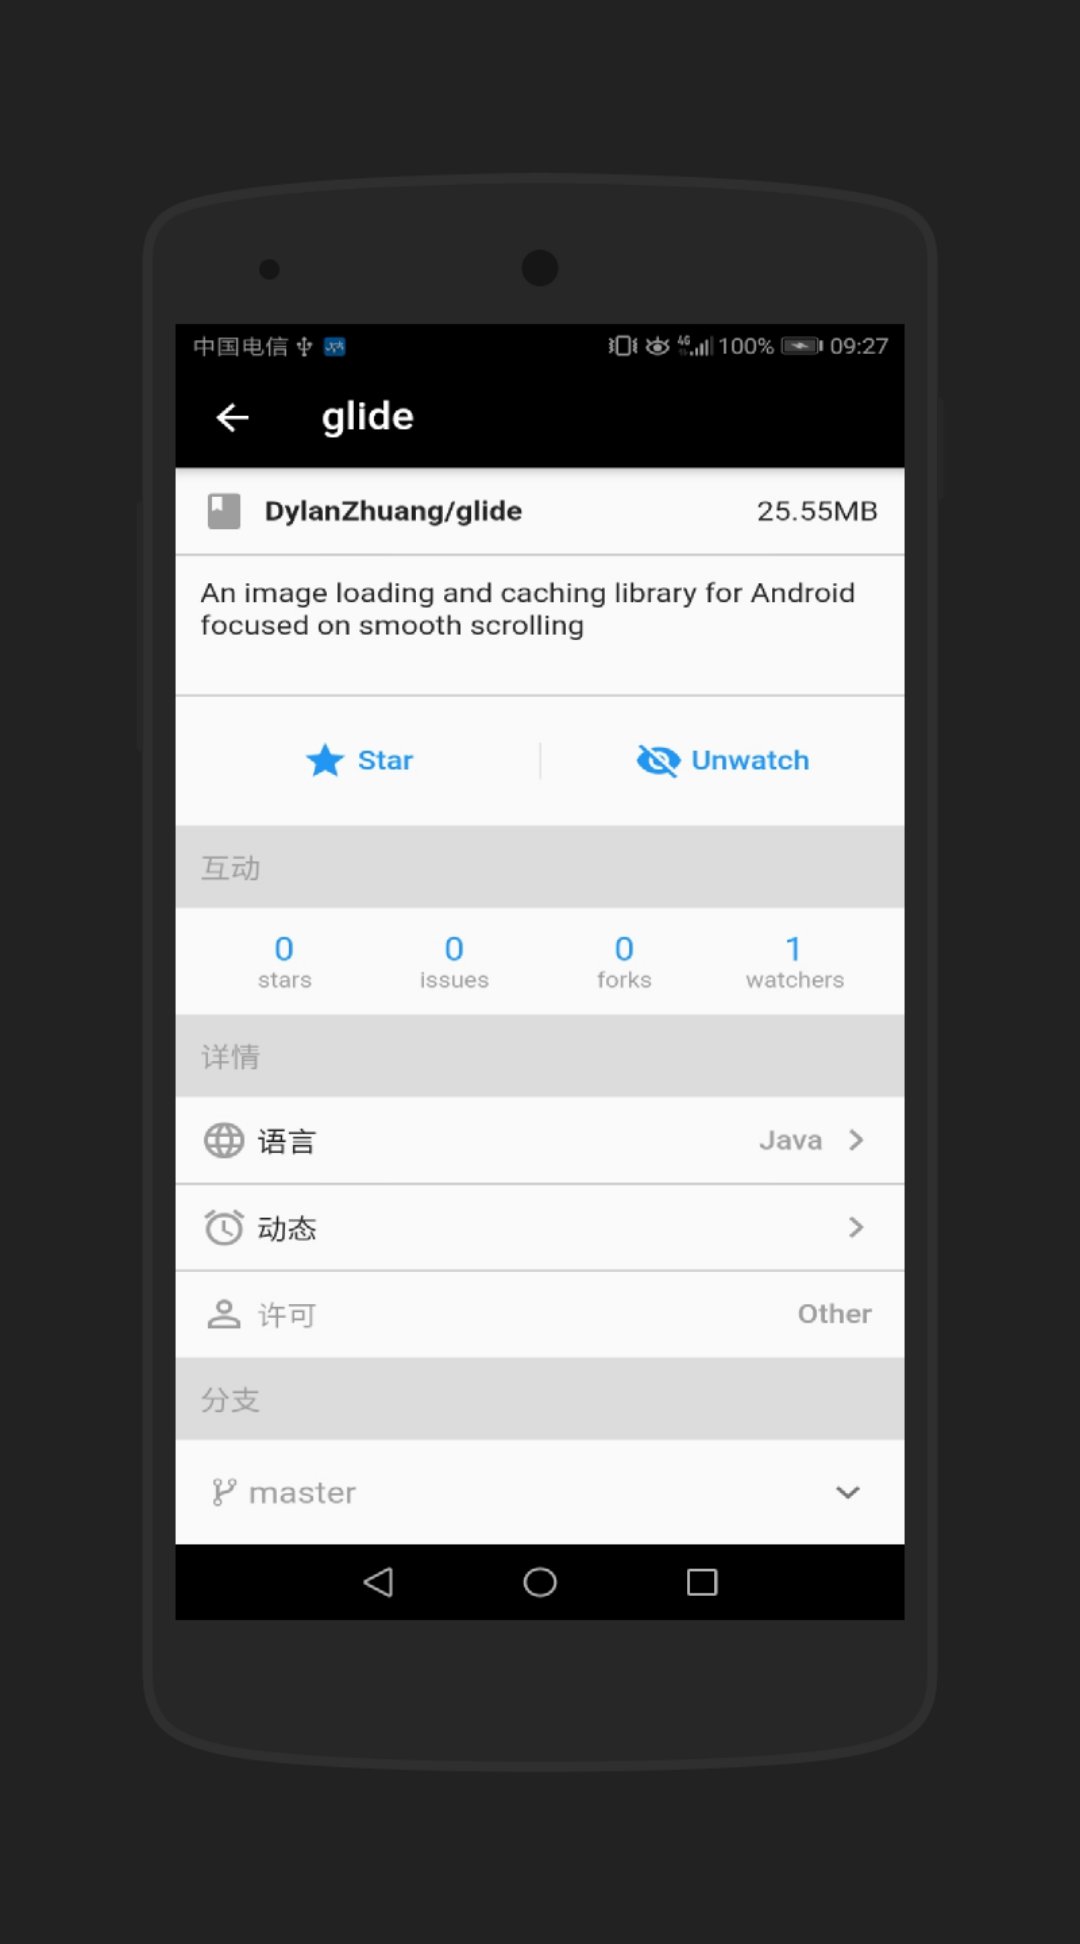 中国电信 4G 100% 09:27
glide
DylanZhuang/glide 25.55MB
An image loading and caching library for Android
focused on smooth scrolling
Star Unwatch
互动
0 0 0 1
stars issues forks watchers
详情
语言 Java
动态
许可 Other
分支
master